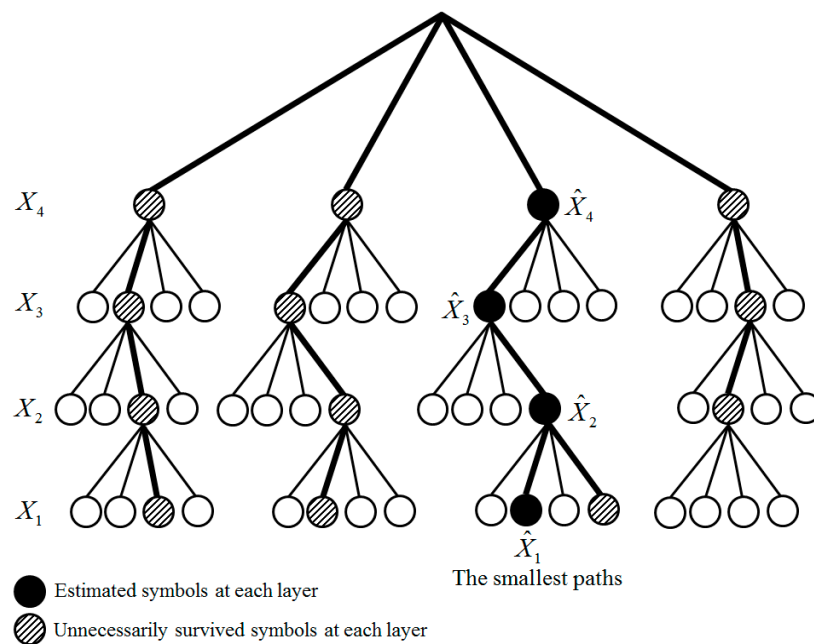 X₄ X̂₄
X₃ X̂₃
X₂ X̂₂
X₁
X̂₁
The smallest paths
Estimated symbols at each layer
Unnecessarily survived symbols at each layer